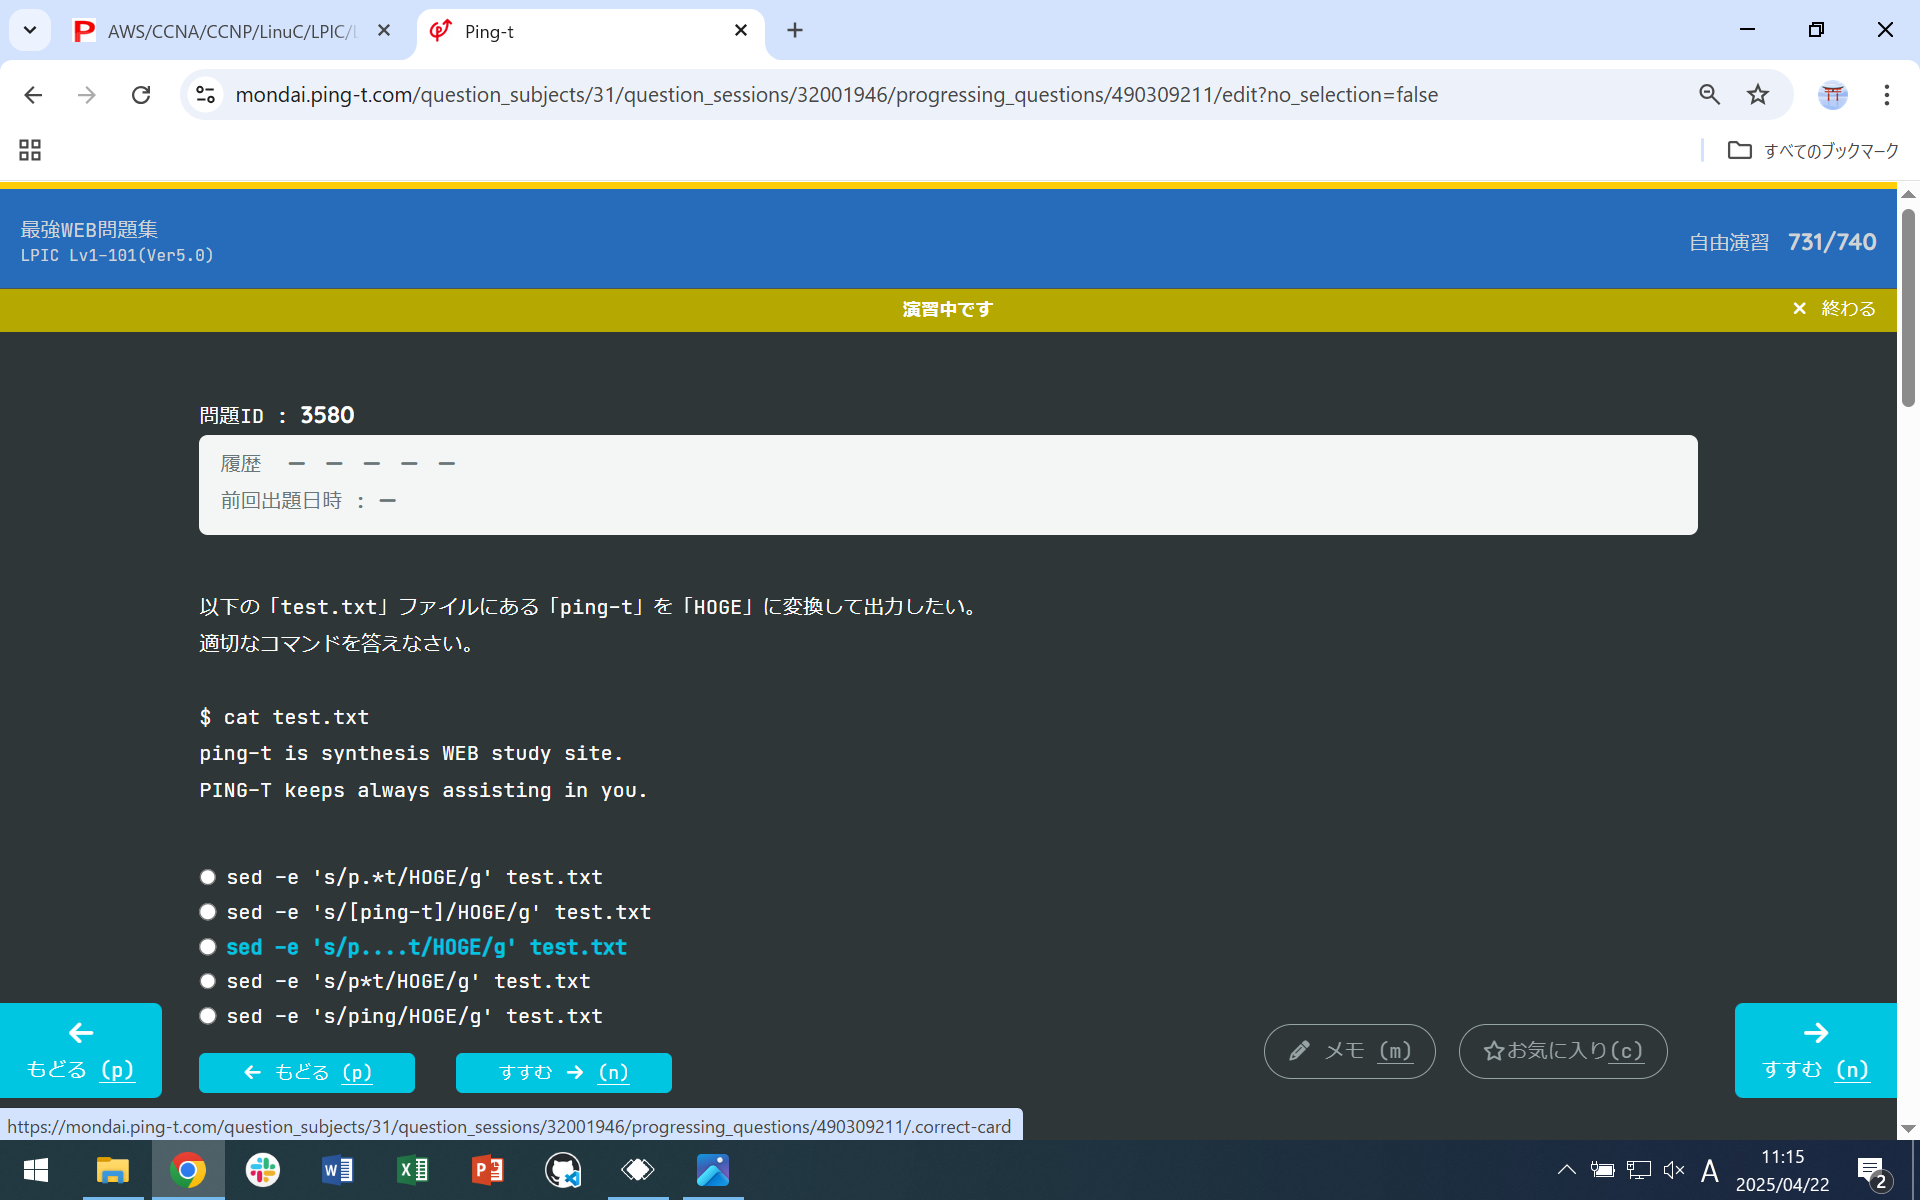 AWS/CCNA/CCNP/LinuC/LPIC/
Ping-t
mondai.ping-t.com/question_subjects/31/question_sessions/32001946/progressing_questions/490309211/edit?no_selection=false
すべてのブックマーク
最強WEB問題集
LPIC Lv1-101(Ver5.0)
自由演習 731/740
演習中です
× 終わる
問題ID : 3580
履歴 － － － － －
前回出題日時 : －
以下の「test.txt」ファイルにある「ping-t」を「HOGE」に変換して出力したい。
適切なコマンドを答えなさい。
$ cat test.txt
ping-t is synthesis WEB study site.
PING-T keeps always assisting in you.
sed -e 's/p.*t/HOGE/g' test.txt
sed -e 's/[ping-t]/HOGE/g' test.txt
sed -e 's/p....t/HOGE/g' test.txt
sed -e 's/p*t/HOGE/g' test.txt
sed -e 's/ping/HOGE/g' test.txt
← もどる (p)
← もどる (p)
すすむ → (n)
メモ (m)
☆お気に入り(c)
→ すすむ (n)
https://mondai.ping-t.com/question_subjects/31/question_sessions/32001946/progressing_questions/490309211/.correct-card
A
11:15
2025/04/22
2